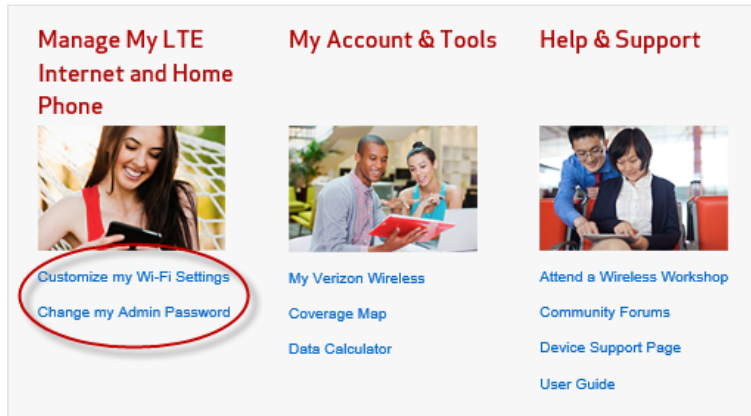 Manage My LTE
Internet and Home
Phone
Customize my Wi-Fi Settings
Change my Admin Password
My Account & Tools
My Verizon Wireless
Coverage Map
Data Calculator
Help & Support
Attend a Wireless Workshop
Community Forums
Device Support Page
User Guide